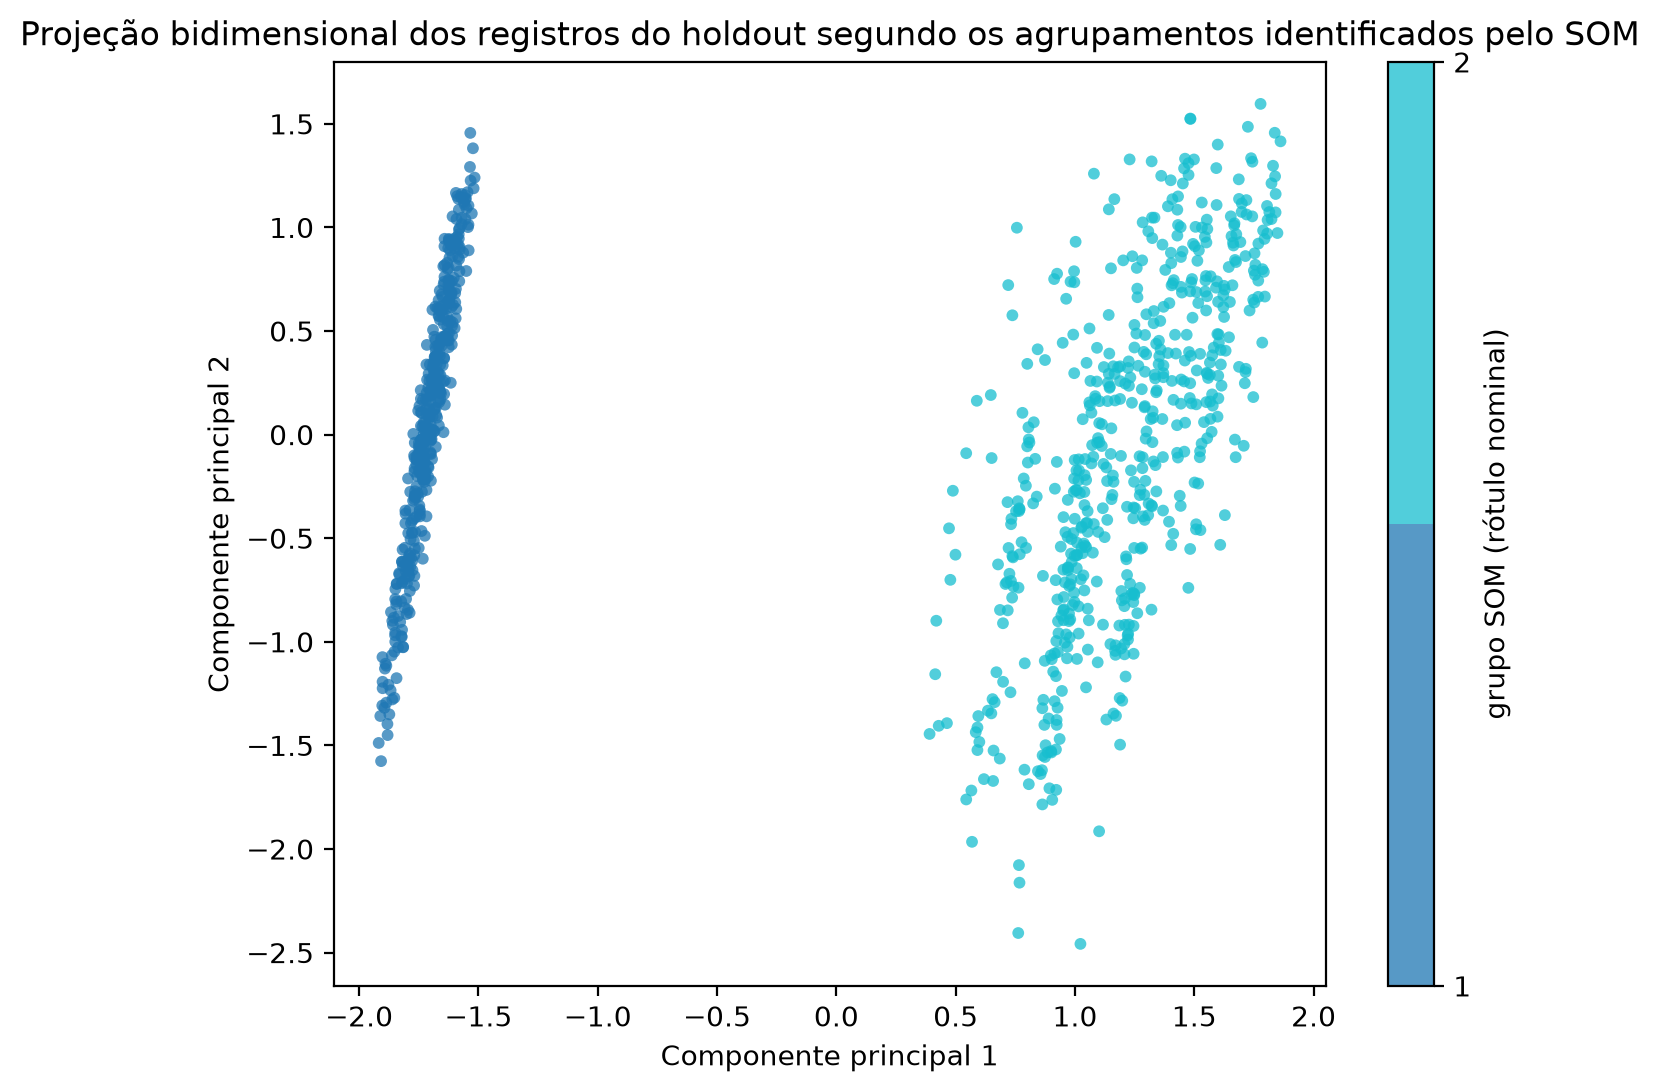 Projeção bidimensional dos registros do holdout segundo os agrupamentos identificados pelo SOM
Componente principal 2
1.5
1.0
0.5
0.0
−0.5
−1.0
−1.5
−2.0
−2.5
−2.0 −1.5 −1.0 −0.5 0.0 0.5 1.0 1.5 2.0
Componente principal 1
2
1
grupo SOM (rótulo nominal)